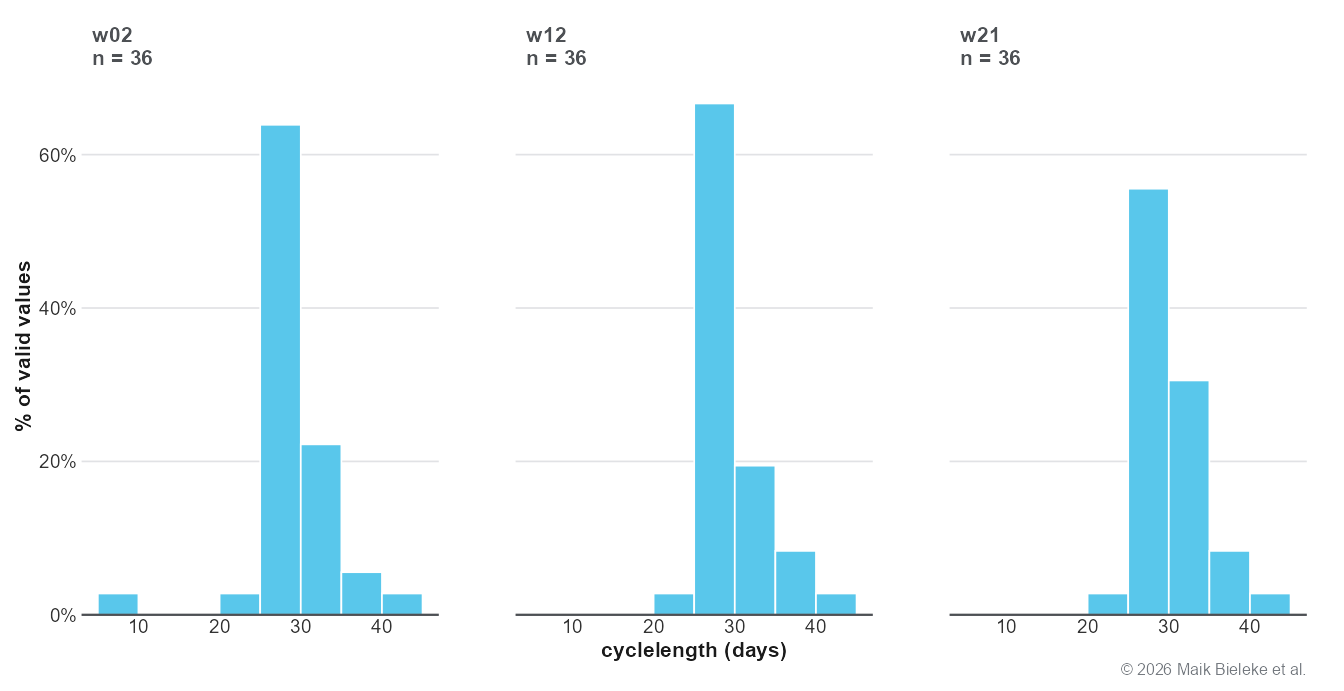 w02
n = 36
w12
n = 36
w21
n = 36
% of valid values
60%
40%
20%
0%
10 20 30 40
10 20 30 40
10 20 30 40
cyclelength (days)
© 2026 Maik Bieleke et al.